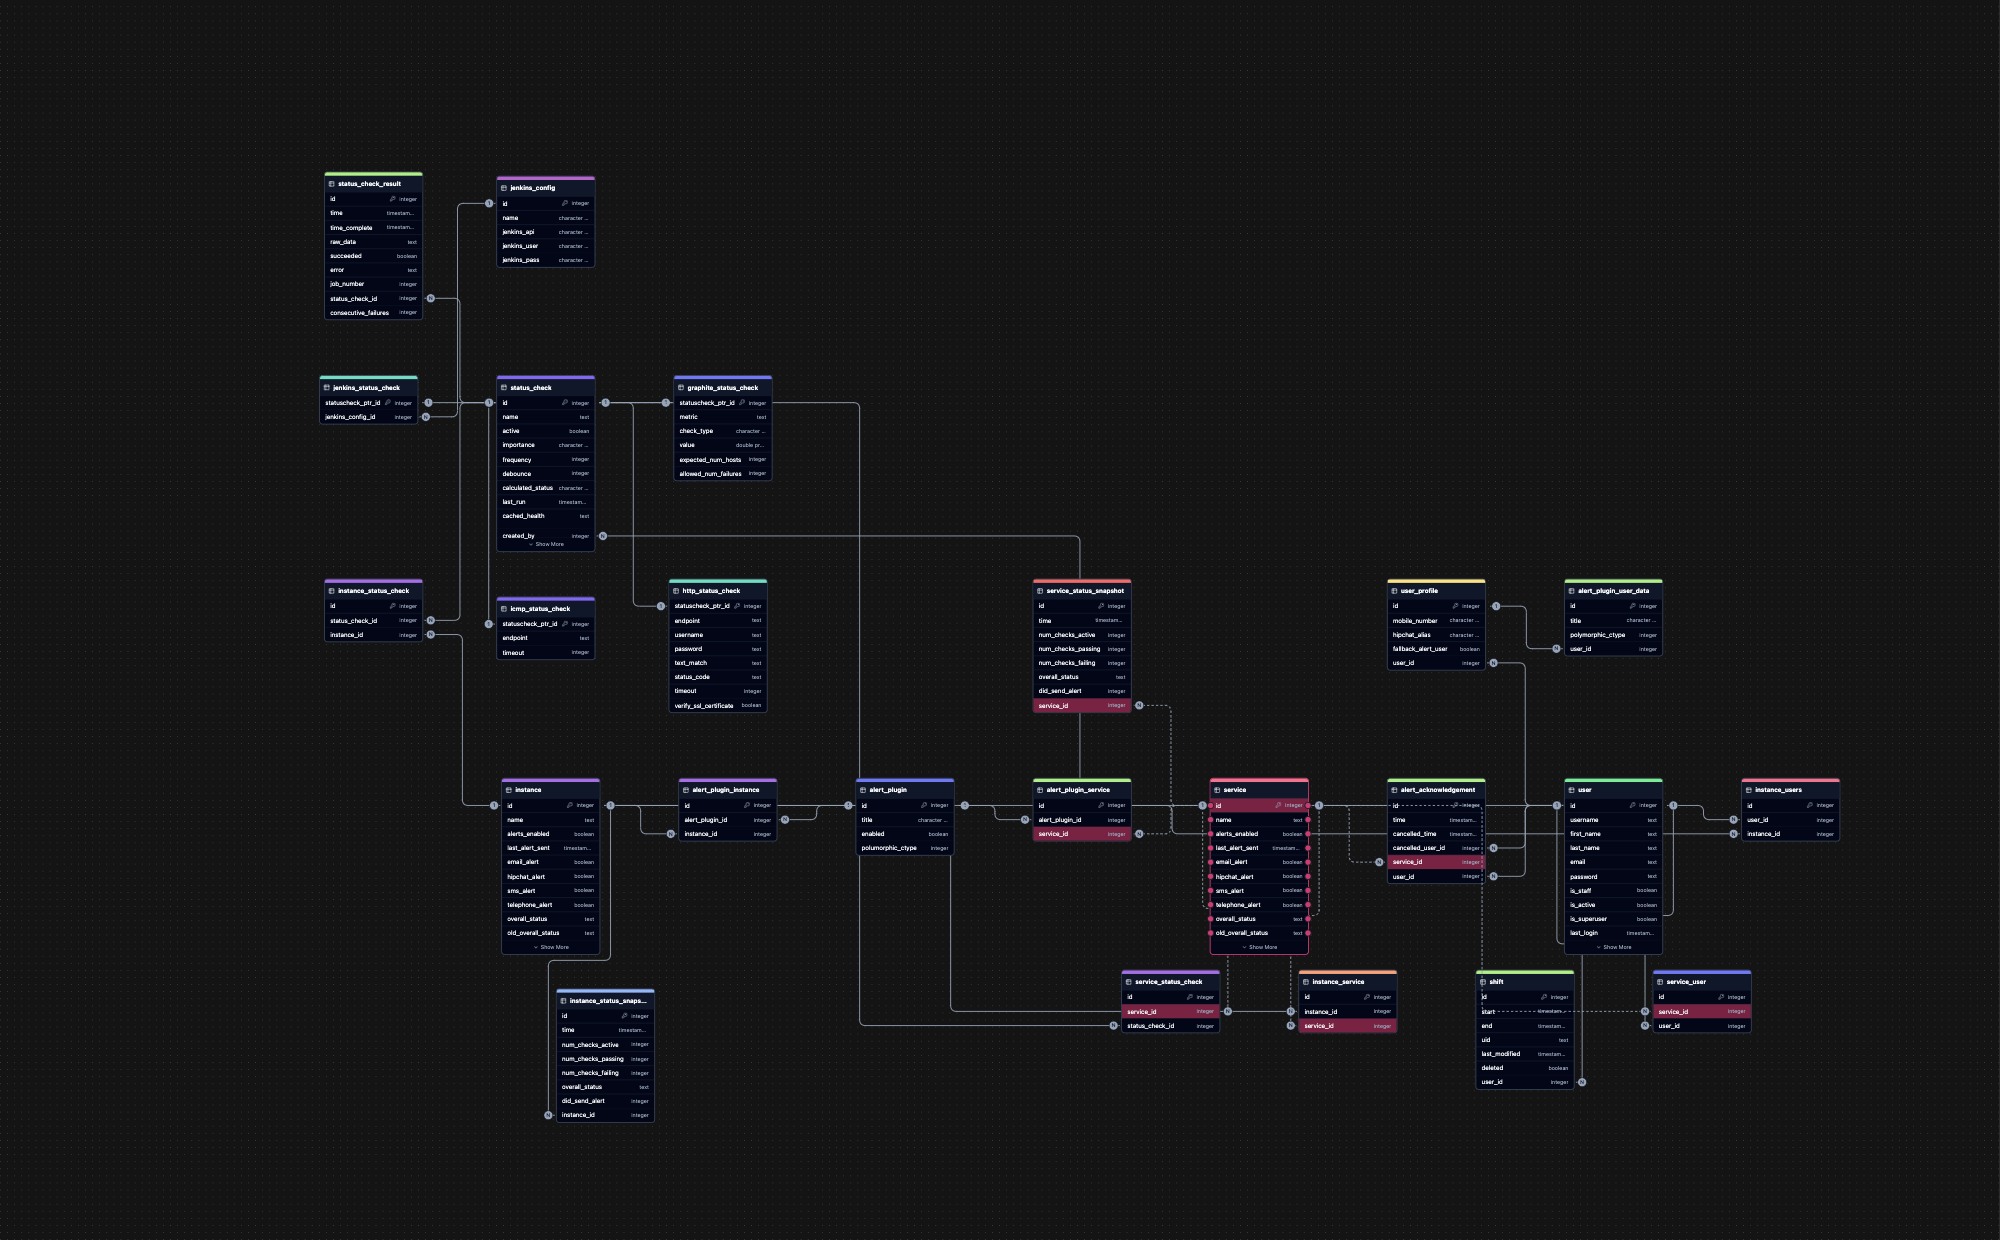 status_check_result
id integer
time timestam...
time_complete timestam...
raw_data text
succeeded boolean
error text
job_number integer
status_check_id integer
consecutive_failures integer
jenkins_config
id integer
name character ...
jenkins_api character ...
jenkins_user character ...
jenkins_pass character ...
jenkins_status_check
statuscheck_ptr_id integer
jenkins_config_id integer
status_check
id integer
name text
active boolean
importance character ...
frequency integer
debounce integer
calculated_status character ...
last_run timestam...
cached_health text
created_by integer
Show More
graphite_status_check
statuscheck_ptr_id integer
metric text
check_type character ...
value double pr...
expected_num_hosts integer
allowed_num_failures integer
instance_status_check
id integer
status_check_id integer
instance_id integer
icmp_status_check
statuscheck_ptr_id integer
endpoint text
timeout integer
http_status_check
statuscheck_ptr_id integer
endpoint text
username text
password text
text_match text
status_code text
timeout integer
verify_ssl_certificate boolean
service_status_snapshot
id integer
time timestam...
num_checks_active integer
num_checks_passing integer
num_checks_failing integer
overall_status text
did_send_alert integer
service_id integer
user_profile
id integer
mobile_number character ...
hipchat_alias character ...
fallback_alert_user boolean
user_id integer
alert_plugin_user_data
id integer
title character ...
polymorphic_ctype integer
user_id integer
instance
id integer
name text
alerts_enabled boolean
last_alert_sent timestam...
email_alert boolean
hipchat_alert boolean
sms_alert boolean
telephone_alert boolean
overall_status text
old_overall_status text
Show More
alert_plugin_instance
id integer
alert_plugin_id integer
instance_id integer
alert_plugin
id integer
title character ...
enabled boolean
polumorphic_ctype integer
alert_plugin_service
id integer
alert_plugin_id integer
service_id integer
service
id integer
name text
alerts_enabled boolean
last_alert_sent timestam...
email_alert boolean
hipchat_alert boolean
sms_alert boolean
telephone_alert boolean
overall_status text
old_overall_status text
Show More
alert_acknowledgement
id integer
time timestam...
cancelled_time timestam...
cancelled_user_id integer
service_id integer
user_id integer
user
id integer
username text
first_name text
last_name text
email text
password text
is_staff boolean
is_active boolean
is_superuser boolean
last_login timestam...
Show More
instance_users
id integer
user_id integer
instance_id integer
instance_status_snaps...
id integer
time timestam...
num_checks_active integer
num_checks_passing integer
num_checks_failing integer
overall_status text
did_send_alert integer
instance_id integer
service_status_check
id integer
service_id integer
status_check_id integer
instance_service
id integer
instance_id integer
service_id integer
shift
id integer
start timestam...
end timestam...
uid text
last_modified timestam...
deleted boolean
user_id integer
service_user
id integer
service_id integer
user_id integer